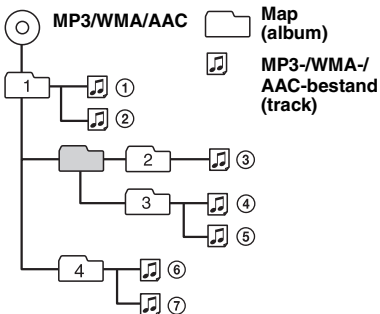 MP3/WMA/AAC
Map
(album)
MP3-/WMA-/
AAC-bestand
(track)
1
①
②
2
③
3
④
⑤
4
⑥
⑦